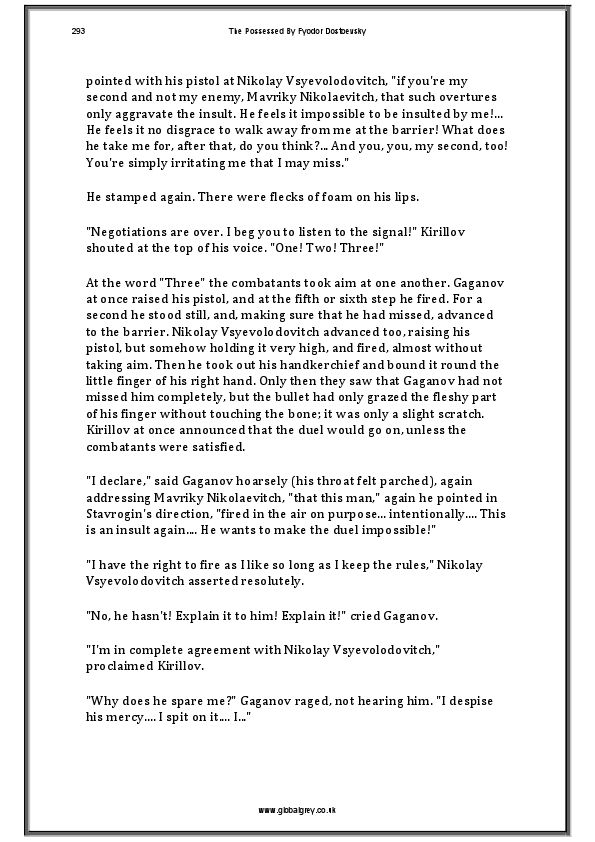 293 The Possessed By Fyodor Dostoevsky
pointed with his pistol at Nikolay Vsyevolodovitch, "if you're my
second and not my enemy, Mavriky Nikolaevitch, that such overtures
only aggravate the insult. He feels it impossible to be insulted by me!...
He feels it no disgrace to walk away from me at the barrier! What does
he take me for, after that, do you think?... And you, you, my second, too!
You're simply irritating me that I may miss."
He stamped again. There were flecks of foam on his lips.
"Negotiations are over. I beg you to listen to the signal!" Kirillov
shouted at the top of his voice. "One! Two! Three!"
At the word "Three" the combatants took aim at one another. Gaganov
at once raised his pistol, and at the fifth or sixth step he fired. For a
second he stood still, and, making sure that he had missed, advanced
to the barrier. Nikolay Vsyevolodovitch advanced too, raising his
pistol, but somehow holding it very high, and fired, almost without
taking aim. Then he took out his handkerchief and bound it round the
little finger of his right hand. Only then they saw that Gaganov had not
missed him completely, but the bullet had only grazed the fleshy part
of his finger without touching the bone; it was only a slight scratch.
Kirillov at once announced that the duel would go on, unless the
combatants were satisfied.
"I declare," said Gaganov hoarsely (his throat felt parched), again
addressing Mavriky Nikolaevitch, "that this man," again he pointed in
Stavrogin's direction, "fired in the air on purpose... intentionally.... This
is an insult again.... He wants to make the duel impossible!"
"I have the right to fire as I like so long as I keep the rules," Nikolay
Vsyevolodovitch asserted resolutely.
"No, he hasn't! Explain it to him! Explain it!" cried Gaganov.
"I'm in complete agreement with Nikolay Vsyevolodovitch,"
proclaimed Kirillov.
"Why does he spare me?" Gaganov raged, not hearing him. "I despise
his mercy.... I spit on it.... I..."
www.globalgrey.co.uk